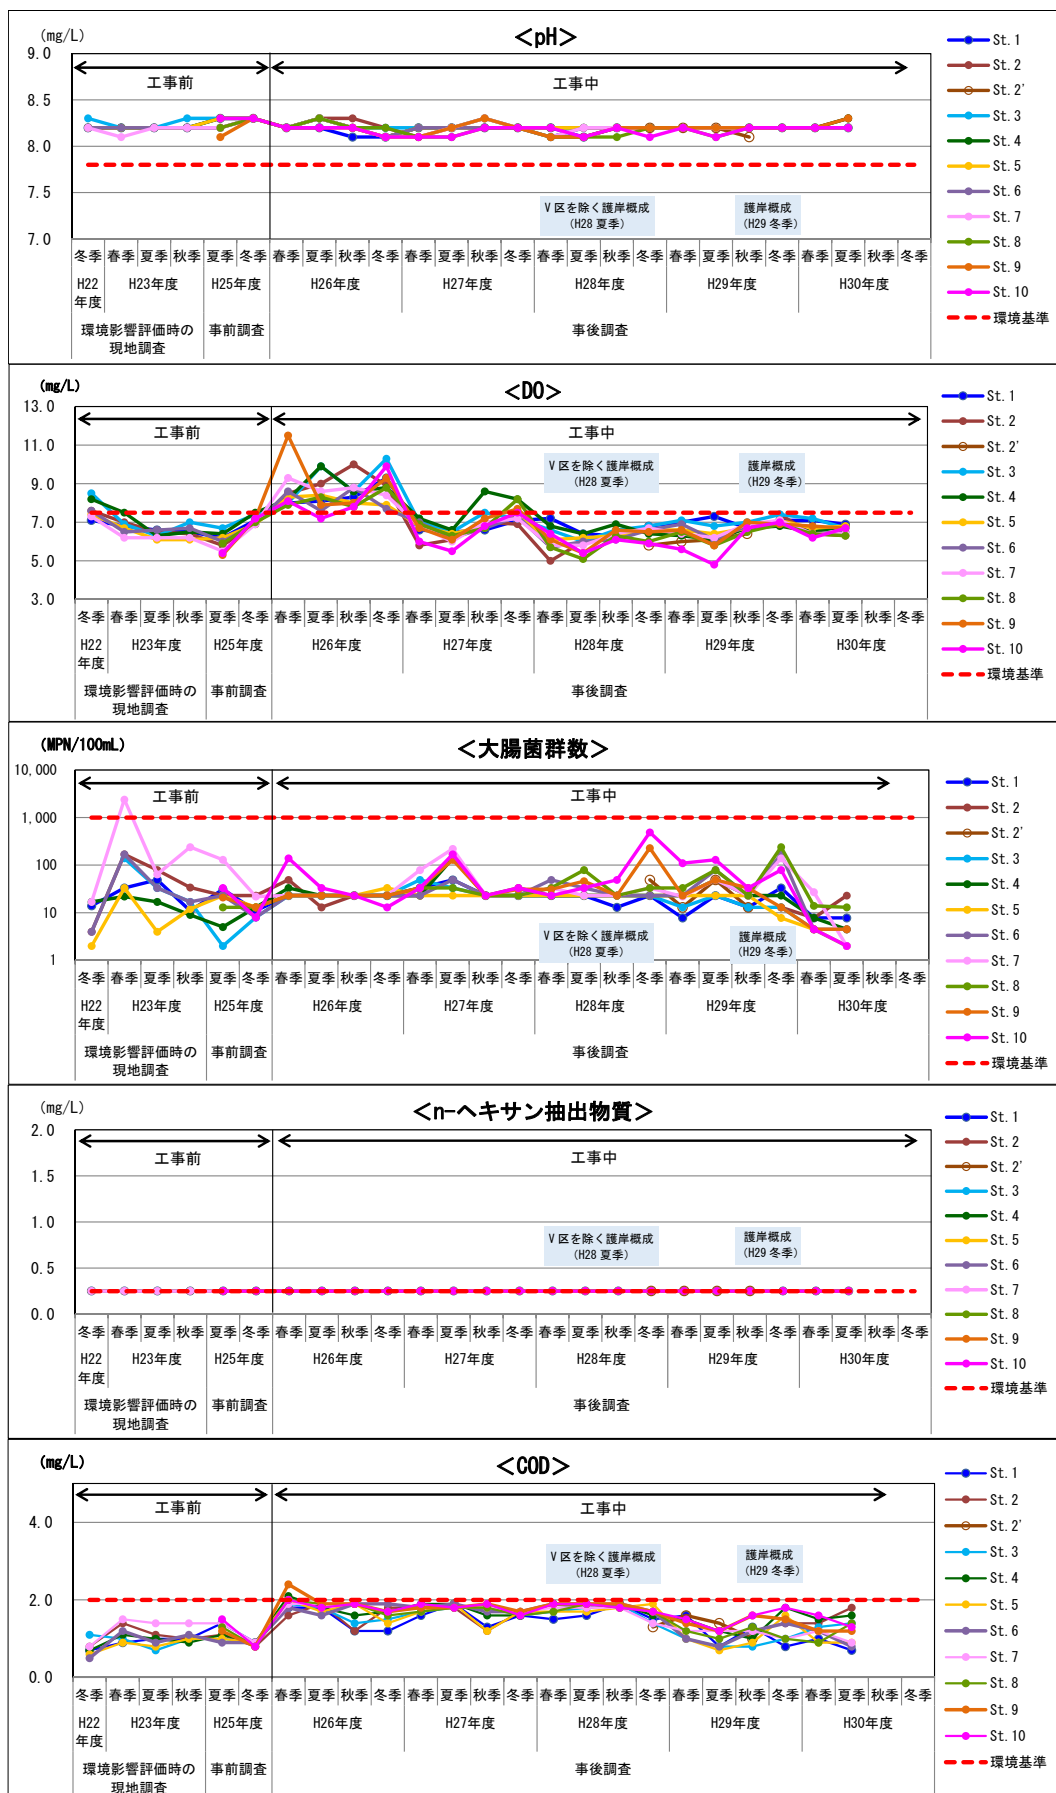 (mg/L)
＜pH＞
9.0
8.5
8.0
7.5
7.0
工事前
工事中
V区を除く護岸概成
(H28 夏季)
護岸概成
(H29 冬季)
冬季 春季 夏季 秋季 夏季 冬季 春季 夏季 秋季 冬季 春季 夏季 秋季 冬季 春季 夏季 秋季 冬季 春季 夏季 秋季 冬季 春季 夏季 秋季 冬季
H22年度 H23年度 H25年度 H26年度 H27年度 H28年度 H29年度 H30年度
環境影響評価時の現地調査 事前調査 事後調査
St. 1
St. 2
St. 2'
St. 3
St. 4
St. 5
St. 6
St. 7
St. 8
St. 9
St. 10
環境基準
(mg/L)
＜DO＞
13.0
11.0
9.0
7.0
5.0
3.0
工事前
工事中
V区を除く護岸概成
(H28 夏季)
護岸概成
(H29 冬季)
冬季 春季 夏季 秋季 夏季 冬季 春季 夏季 秋季 冬季 春季 夏季 秋季 冬季 春季 夏季 秋季 冬季 春季 夏季 秋季 冬季 春季 夏季 秋季 冬季
H22年度 H23年度 H25年度 H26年度 H27年度 H28年度 H29年度 H30年度
環境影響評価時の現地調査 事前調査 事後調査
St. 1
St. 2
St. 2'
St. 3
St. 4
St. 5
St. 6
St. 7
St. 8
St. 9
St. 10
環境基準
(MPN/100mL)
＜大腸菌群数＞
10,000
1,000
100
10
1
工事前
工事中
V区を除く護岸概成
(H28 夏季)
護岸概成
(H29 冬季)
冬季 春季 夏季 秋季 夏季 冬季 春季 夏季 秋季 冬季 春季 夏季 秋季 冬季 春季 夏季 秋季 冬季 春季 夏季 秋季 冬季 春季 夏季 秋季 冬季
H22年度 H23年度 H25年度 H26年度 H27年度 H28年度 H29年度 H30年度
環境影響評価時の現地調査 事前調査 事後調査
St. 1
St. 2
St. 2'
St. 3
St. 4
St. 5
St. 6
St. 7
St. 8
St. 9
St. 10
環境基準
(mg/L)
＜n-ヘキサン抽出物質＞
2.0
1.5
1.0
0.5
0.0
工事前
工事中
V区を除く護岸概成
(H28 夏季)
護岸概成
(H29 冬季)
冬季 春季 夏季 秋季 夏季 冬季 春季 夏季 秋季 冬季 春季 夏季 秋季 冬季 春季 夏季 秋季 冬季 春季 夏季 秋季 冬季 春季 夏季 秋季 冬季
H22年度 H23年度 H25年度 H26年度 H27年度 H28年度 H29年度 H30年度
環境影響評価時の現地調査 事前調査 事後調査
St. 1
St. 2
St. 2'
St. 3
St. 4
St. 5
St. 6
St. 7
St. 8
St. 9
St. 10
環境基準
(mg/L)
＜COD＞
4.0
2.0
0.0
工事前
工事中
V区を除く護岸概成
(H28 夏季)
護岸概成
(H29 冬季)
冬季 春季 夏季 秋季 夏季 冬季 春季 夏季 秋季 冬季 春季 夏季 秋季 冬季 春季 夏季 秋季 冬季 春季 夏季 秋季 冬季 春季 夏季 秋季 冬季
H22年度 H23年度 H25年度 H26年度 H27年度 H28年度 H29年度 H30年度
環境影響評価時の現地調査 事前調査 事後調査
St. 1
St. 2
St. 2'
St. 3
St. 4
St. 5
St. 6
St. 7
St. 8
St. 9
St. 10
環境基準